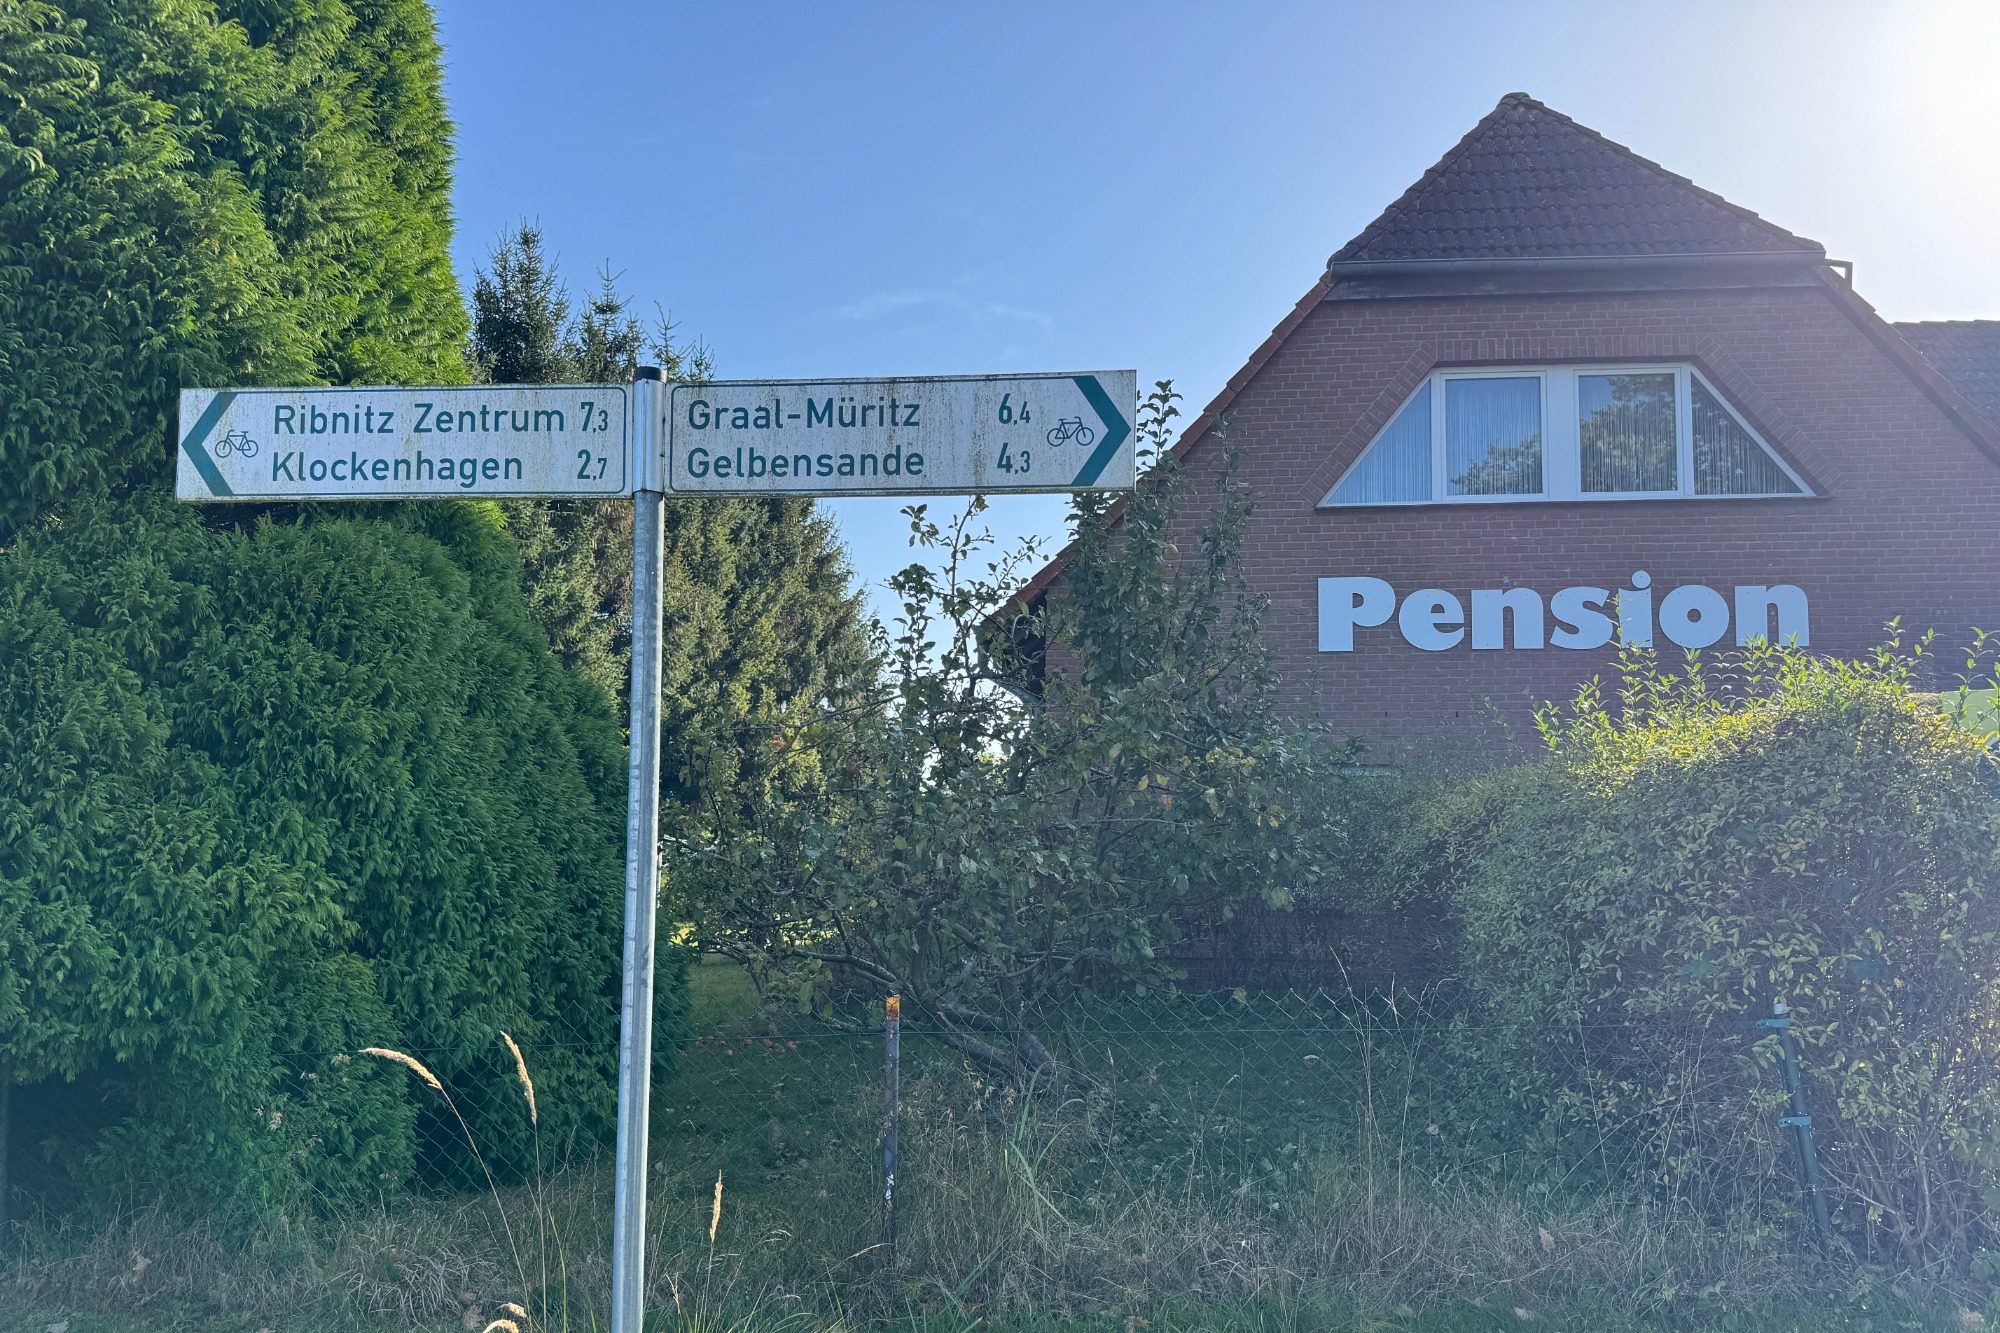 Ribnitz Zentrum 7,3
Klockenhagen 2,7
Graal-Müritz 6,4
Gelbensande 4,3
Pension